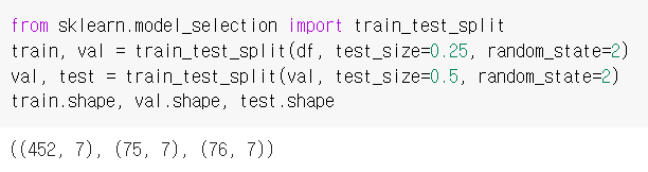 from sklearn.model_selection import train_test_split
train, val = train_test_split(df, test_size=0.25, random_state=2)
val, test = train_test_split(val, test_size=0.5, random_state=2)
train.shape, val.shape, test.shape
((452, 7), (75, 7), (76, 7))